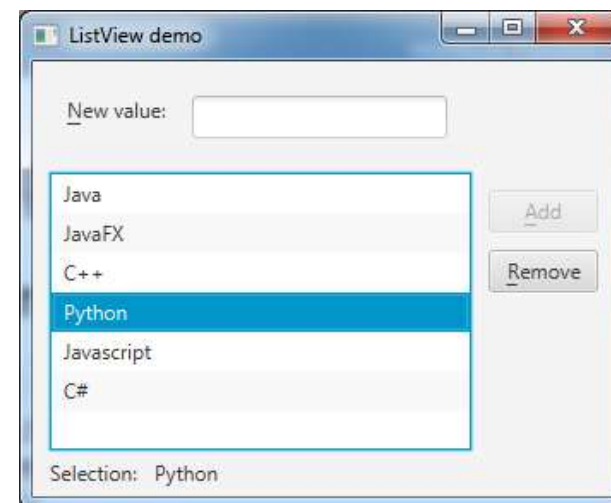 ListView demo
New value:
Java
JavaFX
C++
Python
Javascript
C#
Add
Remove
Selection: Python